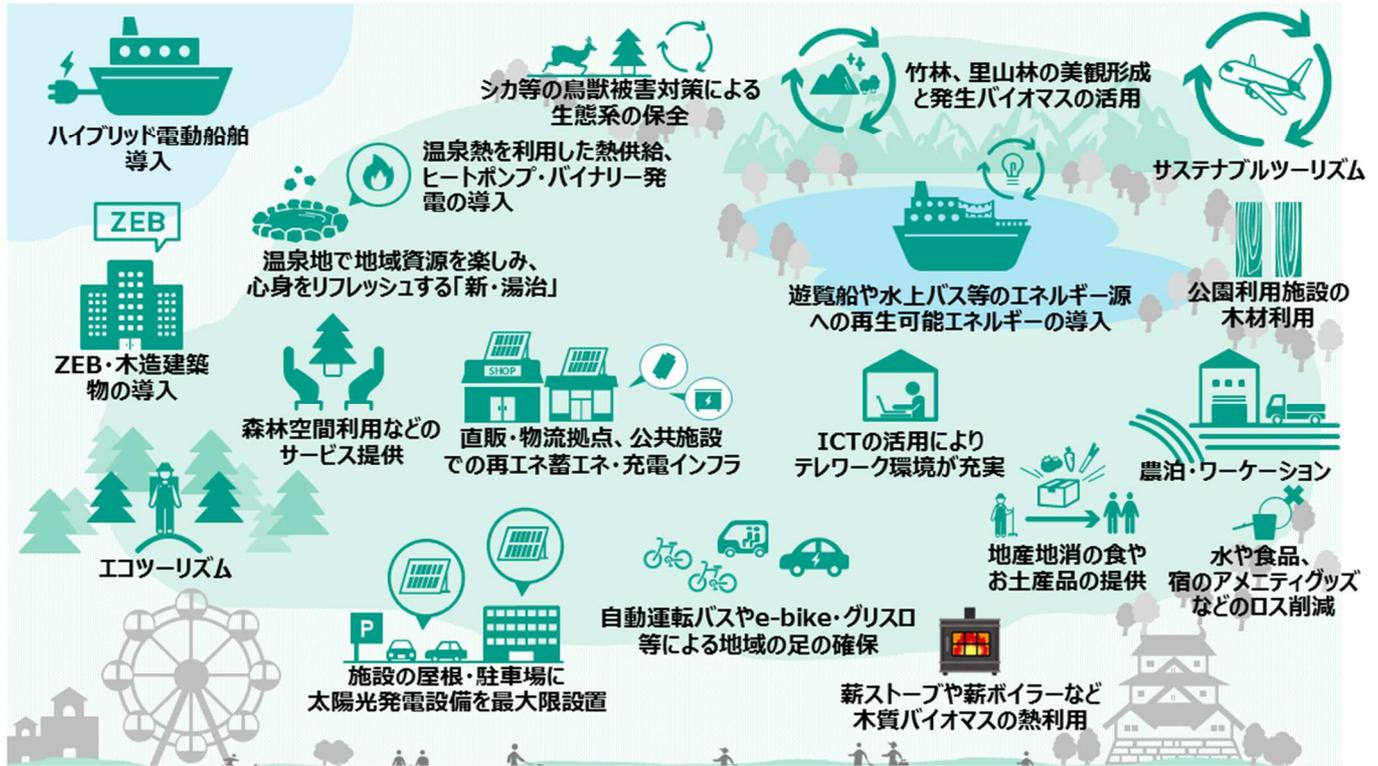 ハイブリッド電動船舶
導入
シカ等の鳥獣被害対策による
生態系の保全
竹林、里山林の美観形成
と発生バイオマスの活用
サステナブルツーリズム
温泉熱を利用した熱供給、
ヒートポンプ・バイナリー発
電の導入
ZEB
温泉地で地域資源を楽しみ、
心身をリフレッシュする「新・湯治」
遊覧船や水上バス等のエネルギー源
への再生可能エネルギーの導入
公園利用施設の
木材利用
ZEB・木造建築
物の導入
森林空間利用などの
サービス提供
SHOP
直販・物流拠点、公共施設
での再エネ蓄エネ・充電インフラ
ICTの活用により
テレワーク環境が充実
農泊・ワーケーション
エコツーリズム
地産地消の食や
お土産品の提供
水や食品、
宿のアメニティグッズ
などのロス削減
P
施設の屋根・駐車場に
太陽光発電設備を最大限設置
自動運転バスやe-bike・グリスロ
等による地域の足の確保
薪ストーブや薪ボイラーなど
木質バイオマスの熱利用